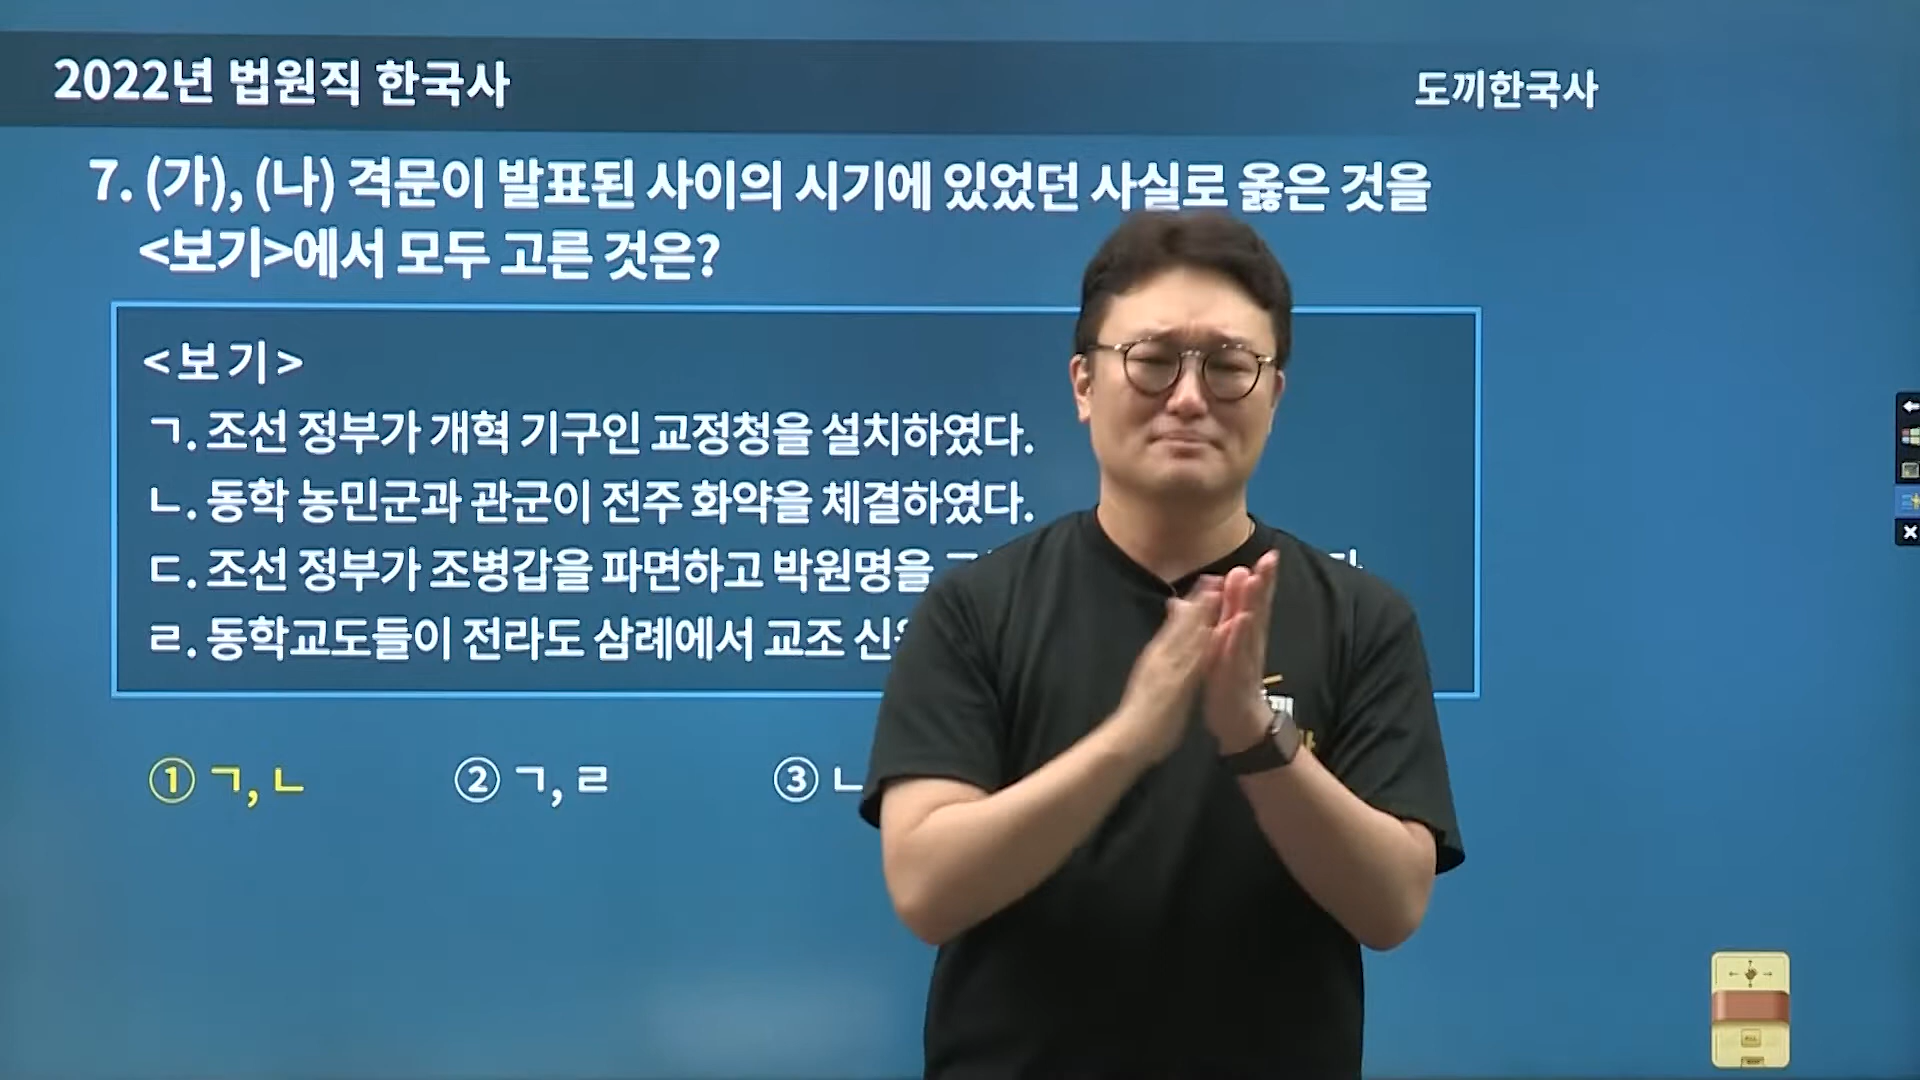 2022년 법원직 한국사
도끼한국사
7. (가), (나) 격문이 발표된 사이의 시기에 있었던 사실로 옳은 것을
<보기>에서 모두 고른 것은?
<보기>
ㄱ. 조선 정부가 개혁 기구인 교정청을 설치하였다.
ㄴ. 동학 농민군과 관군이 전주 화약을 체결하였다.
ㄷ. 조선 정부가 조병갑을 파면하고 박원명을
ㄹ. 동학교도들이 전라도 삼례에서 교조
① ㄱ, ㄴ
② ㄱ, ㄹ
③ ㄴ